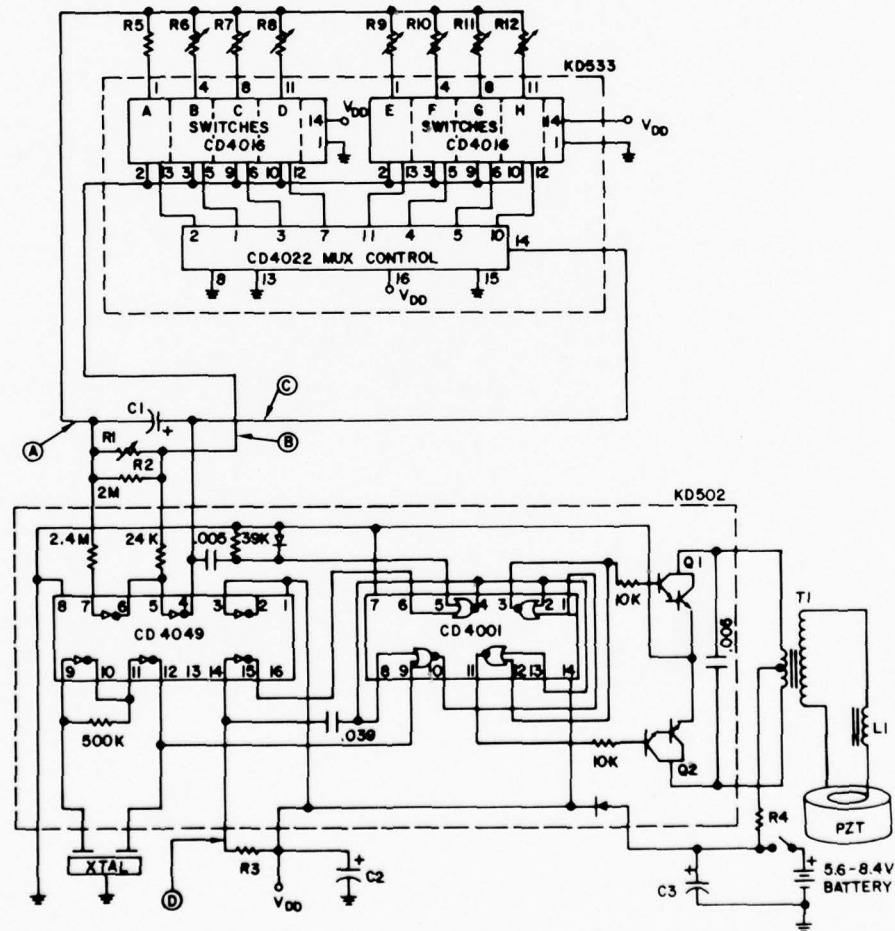 R5 R6 R7 R8 R9 R10 R11 R12
KD533
1 4 8 11 1 4 8 11
A B C D E F G H
14 VDD 14 VDD
SWITCHES SWITCHES
CD4016 CD4016
1 1
2 13 3 5 9 6 10 12 2 13 3 5 9 6 10 12
2 1 3 7 11 4 5 10 14
CD4022 MUX CONTROL
8 13 16 15
VDD
C
C1
+
A
R1
B
R2
2M
KD502
2.4M 24K .005 39K
Q1
T1
8 7 6 5 4 3 2 1 7 6 5 4 3 2 1
10K
.006
CD4049 CD4001
9 10 11 12 13 14 15 16 8 9 10 11 12 13 14
L1
500K .039
10K
Q2
R4
PZT
XTAL
D
R3
+
C2
VDD
+
C3
+
5.6-8.4V
BATTERY